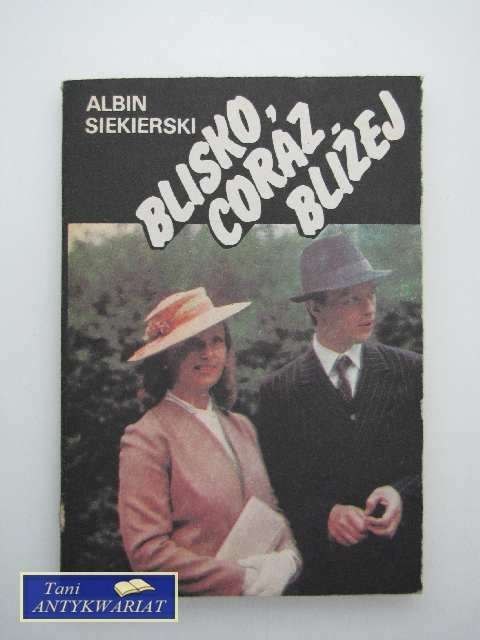 ALBIN
SIEKIERSKI
BLISKO,
CORAZ
BLIŻEJ
Tani
ANTYKWARIAT